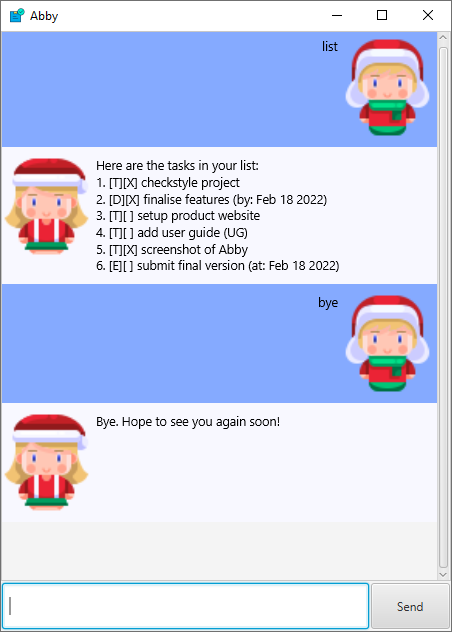 Abby
list
Here are the tasks in your list:
1. [T][X] checkstyle project
2. [D][X] finalise features (by: Feb 18 2022)
3. [T][ ] setup product website
4. [T][ ] add user guide (UG)
5. [T][X] screenshot of Abby
6. [E][ ] submit final version (at: Feb 18 2022)
bye
Bye. Hope to see you again soon!
Send